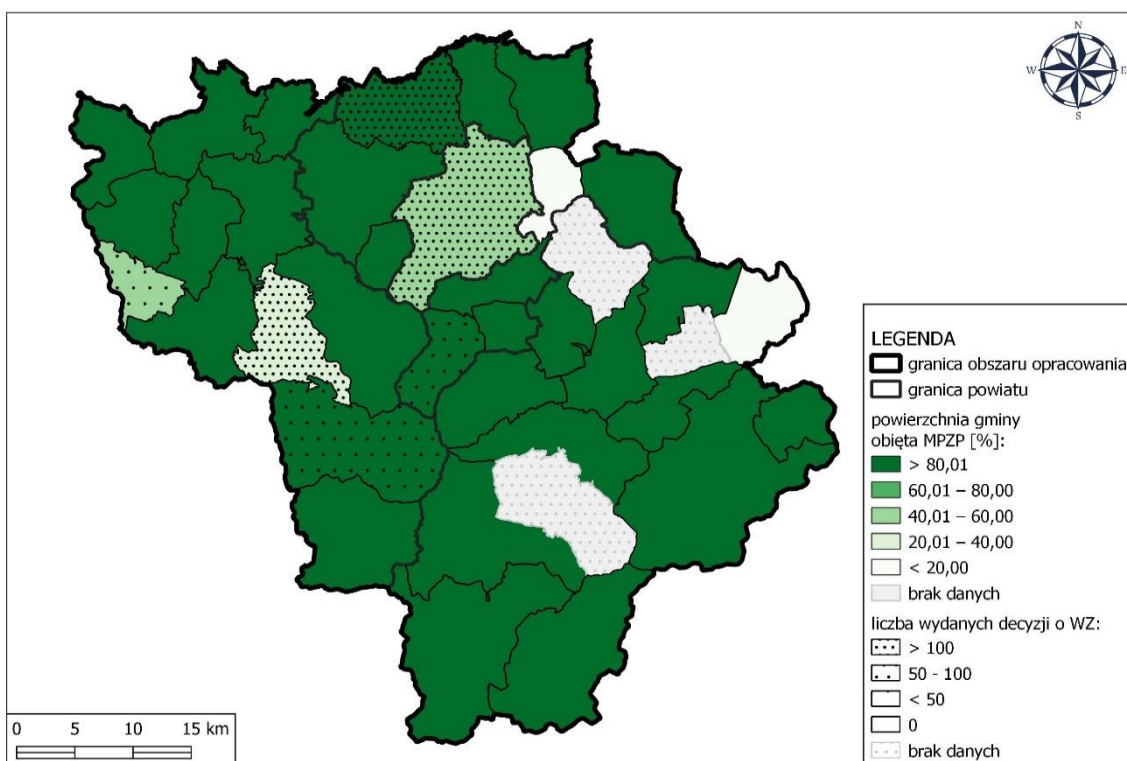 N
W
E
S
LEGENDA
granica obszaru opracowania
granica powiatu
powierzchnia gminy
objęta MPZP [%]:
> 80,01
60,01 – 80,00
40,01 – 60,00
20,01 – 40,00
< 20,00
brak danych
liczba wydanych decyzji o WZ:
> 100
50 - 100
< 50
0
brak danych
0 5 10 15 km